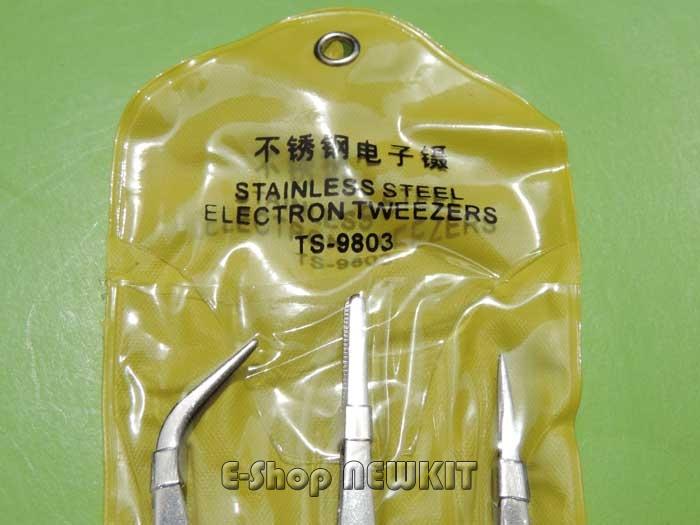 不锈钢电子镊
STAINLESS STEEL
ELECTRON TWEEZERS
TS-9803
E-Shop NEWKIT